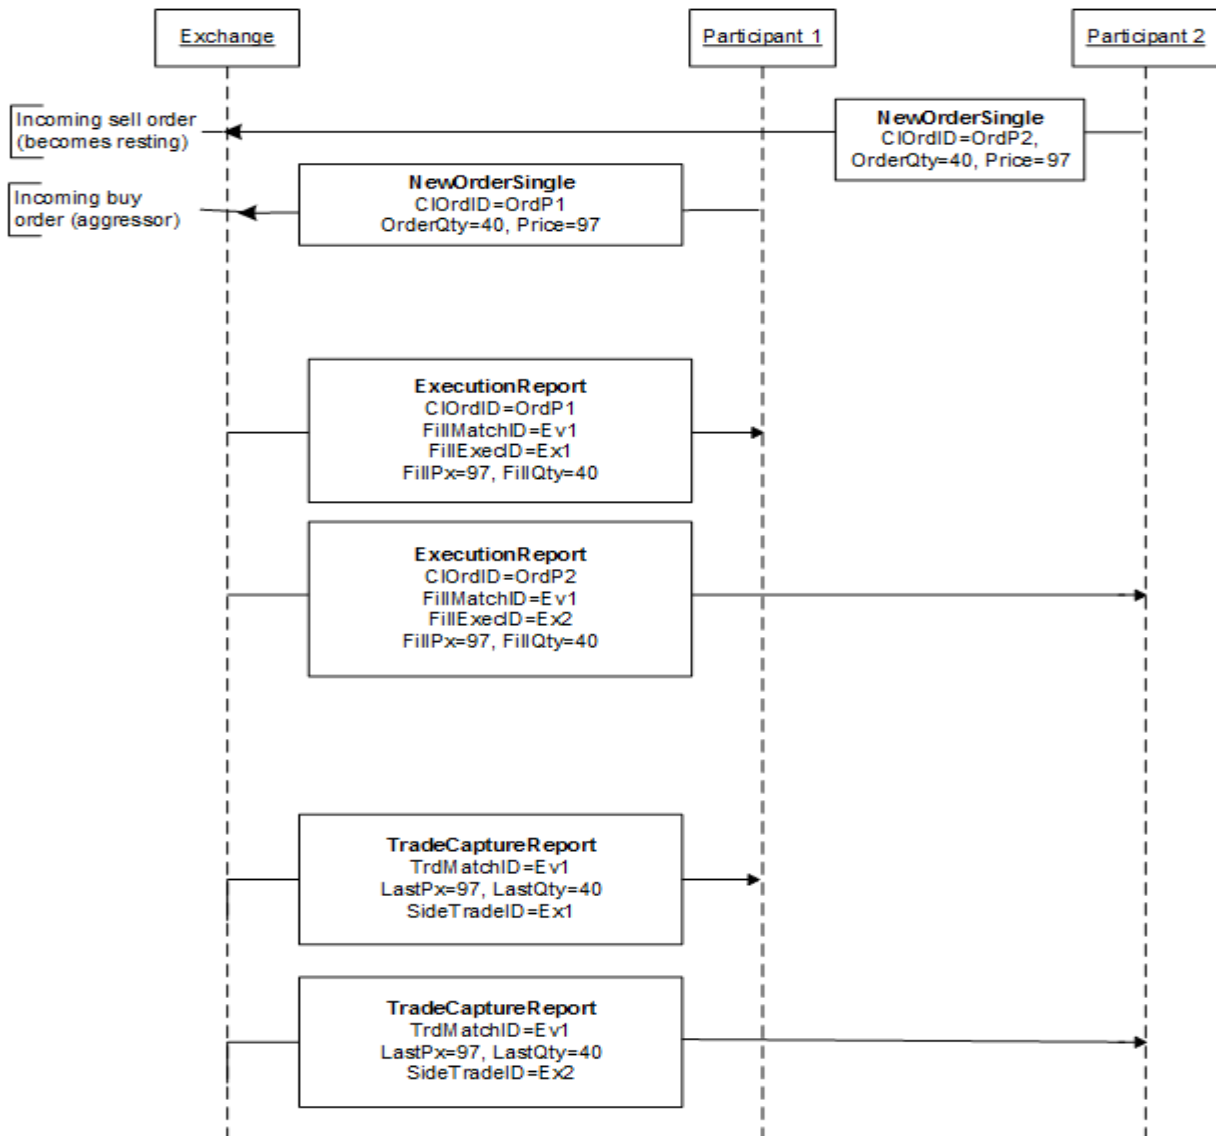 Exchange
Participant 1
Participant 2
Incoming sell order
(becomes resting)
NewOrderSingle
ClOrdID=OrdP2,
OrderQty=40, Price=97
Incoming buy
order (aggressor)
NewOrderSingle
ClOrdID=OrdP1
OrderQty=40, Price=97
ExecutionReport
ClOrdID=OrdP1
FillMatchID=Ev1
FillExecID=Ex1
FillPx=97, FillQty=40
ExecutionReport
ClOrdID=OrdP2
FillMatchID=Ev1
FillExecID=Ex2
FillPx=97, FillQty=40
TradeCaptureReport
TrdMatchID=Ev1
LastPx=97, LastQty=40
SideTradeID=Ex1
TradeCaptureReport
TrdMatchID=Ev1
LastPx=97, LastQty=40
SideTradeID=Ex2